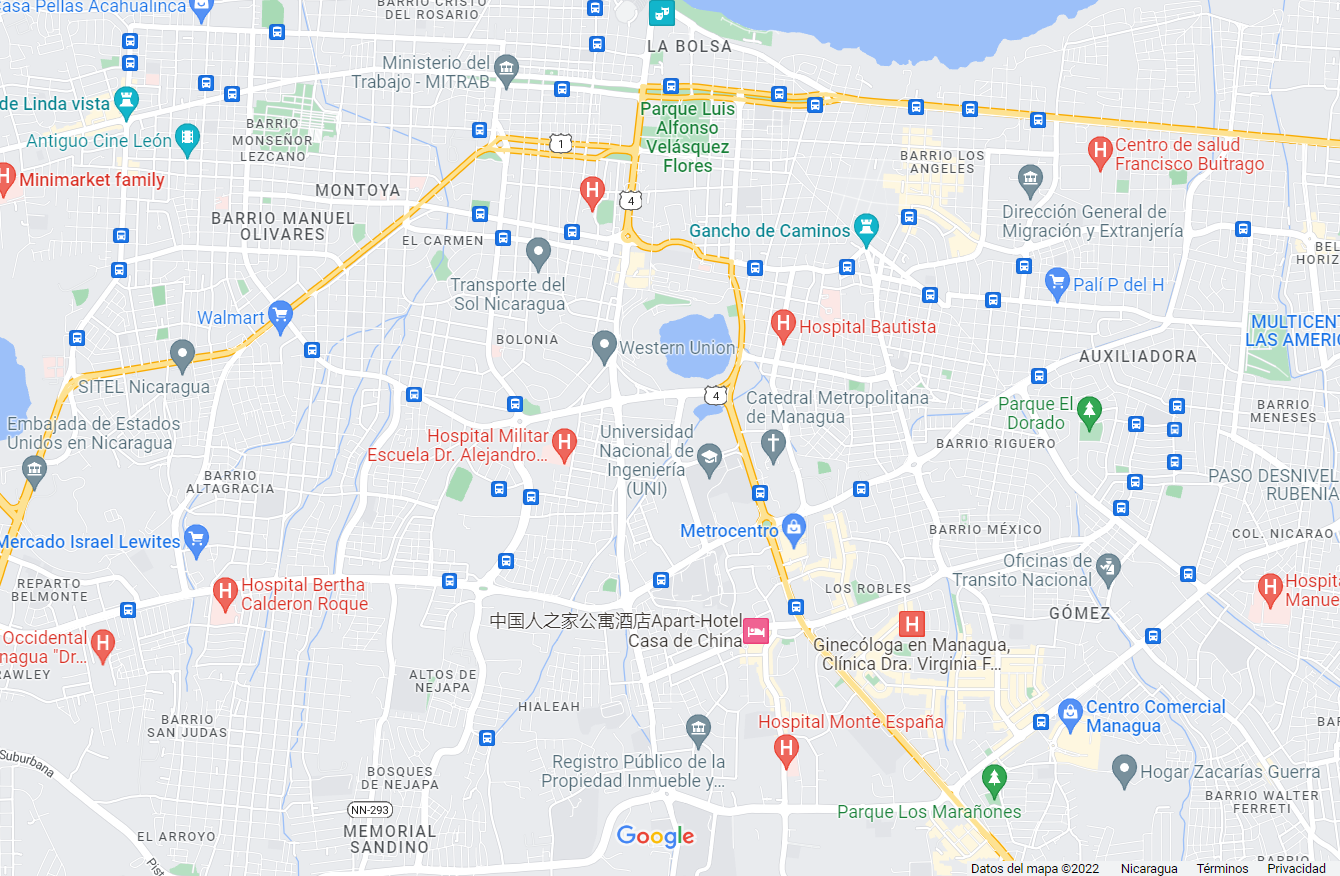 Casa Pellas Acahualinca
BARRIO CRISTO
DEL ROSARIO
LA BOLSA
Ministerio del
Trabajo - MITRAB
de Linda vista
Parque Luis
Alfonso
Velásquez
Flores
BARRIO
MONSEÑOR
LEZCANO
Antiguo Cine León
1
Centro de salud
Francisco Buitrago
BARRIO LOS
ANGELES
Minimarket family
MONTOYA
4
BARRIO MANUEL
OLIVARES
Dirección General de
Migración y Extranjería
EL CARMEN
Gancho de Caminos
BEL
HORIZ
Transporte del
Sol Nicaragua
Palí P del H
Walmart
Hospital Bautista
MULTICENT
LAS AMERIC
BOLONIA
Western Union
AUXILIADORA
SITEL Nicaragua
4
Catedral Metropolitana
de Managua
Parque El
Dorado
BARRIO
MENESES
Embajada de Estados
Unidos en Nicaragua
Hospital Militar
Escuela Dr. Alejandro...
Universidad
Nacional de
Ingeniería
(UNI)
BARRIO RIGUERO
BARRIO
ALTAGRACIA
PASO DESNIVEL
RUBENIA
Mercado Israel Lewites
Metrocentro
BARRIO MÉXICO
COL. NICARAO
REPARTO
BELMONTE
Hospital Bertha
Calderon Roque
LOS ROBLES
Oficinas de
Transito Nacional
Hospita
Manue
GÓMEZ
中国人之家公寓酒店Apart-Hotel
Casa de China
Occidental
nagua "Dr...
RAWLEY
Ginecóloga en Managua,
Clínica Dra. Virginia F...
ALTOS DE
NEJAPA
HIALEAH
BARRIO
SAN JUDAS
Hospital Monte España
Centro Comercial
Managua
BAR
Suburbana
Registro Público de la
Propiedad Inmueble y...
BOSQUES
DE NEJAPA
Hogar Zacarías Guerra
BARRIO WALTER
FERRETI
NN-293
Parque Los Marañones
EL ARROYO
MEMORIAL
SANDINO
Google
Pist
BARRIO
Datos del mapa ©2022 Nicaragua Términos Privacidad